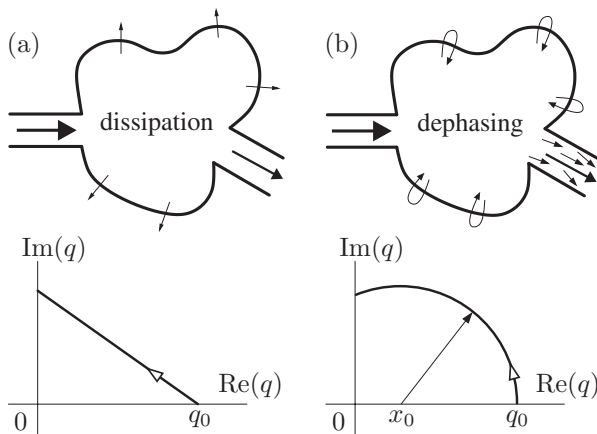 (a)
dissipation
Im(q)
Re(q)
0
q₀
(b)
dephasing
Im(q)
Re(q)
0
x₀
q₀